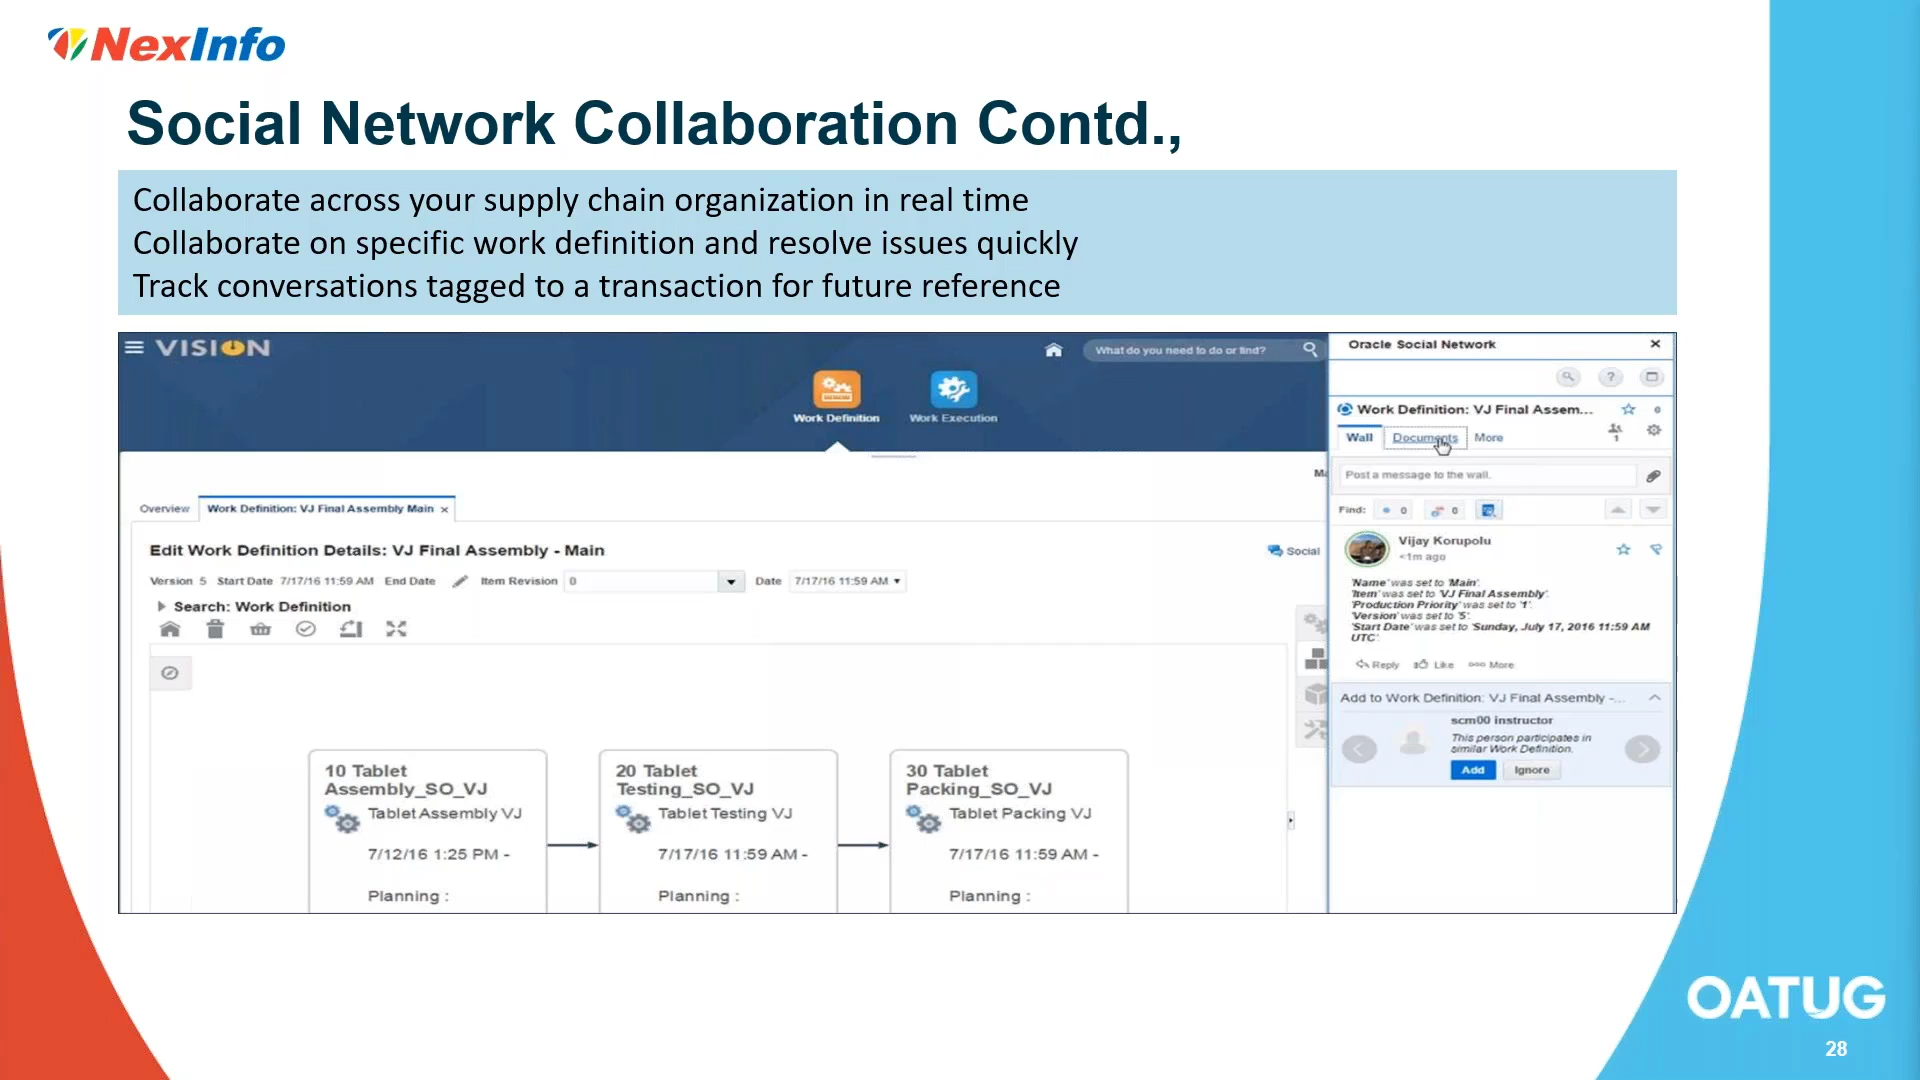 NexInfo
Social Network Collaboration Contd.,
Collaborate across your supply chain organization in real time
Collaborate on specific work definition and resolve issues quickly
Track conversations tagged to a transaction for future reference
VISION
What do you need to do or find?
Work Definition
Work Execution
Overview
Work Definition: VJ Final Assembly Main
Edit Work Definition Details: VJ Final Assembly - Main
Social
Version 5 Start Date 7/17/16 11:59 AM End Date Item Revision 0 Date 7/17/16 11:59 AM
Search: Work Definition
10 Tablet
Assembly_SO_VJ
Tablet Assembly VJ
7/12/16 1:25 PM -
Planning :
20 Tablet
Testing_SO_VJ
Tablet Testing VJ
7/17/16 11:59 AM -
Planning :
30 Tablet
Packing_SO_VJ
Tablet Packing VJ
7/17/16 11:59 AM -
Planning :
Oracle Social Network
Work Definition: VJ Final Assem...
0
Wall Documents More
1
Post a message to the wall.
Find: 0 0
Vijay Korupolu
<1m ago
'Name' was set to 'Main'.
'Item' was set to 'VJ Final Assembly'.
'Production Priority' was set to '1'.
'Version' was set to '5'.
'Start Date' was set to 'Sunday, July 17, 2016 11:59 AM
UTC'.
Reply Like More
Add to Work Definition: VJ Final Assembly -...
scm00 instructor
This person participates in
similar Work Definition.
Add Ignore
OATUG
28